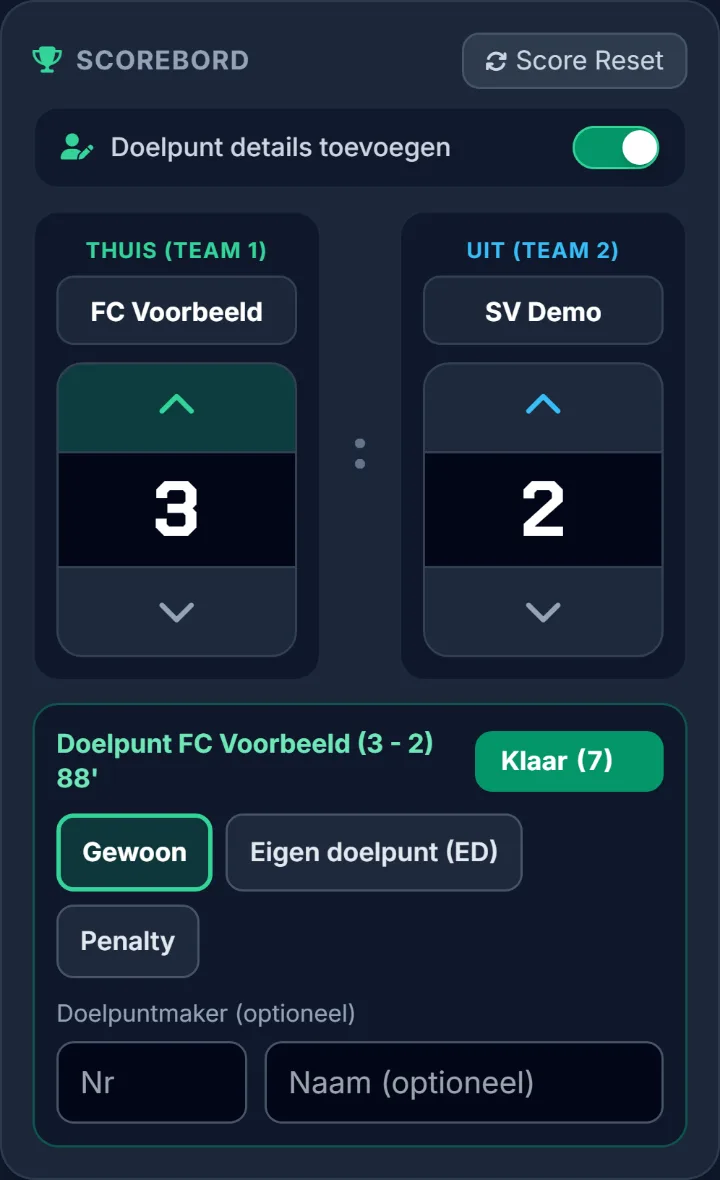 SCOREBORD
Score Reset
Doelpunt details toevoegen
THUIS (TEAM 1)
FC Voorbeeld
3
:
UIT (TEAM 2)
SV Demo
2
Doelpunt FC Voorbeeld (3 - 2)
88'
Klaar (7)
Gewoon
Eigen doelpunt (ED)
Penalty
Doelpuntmaker (optioneel)
Nr
Naam (optioneel)